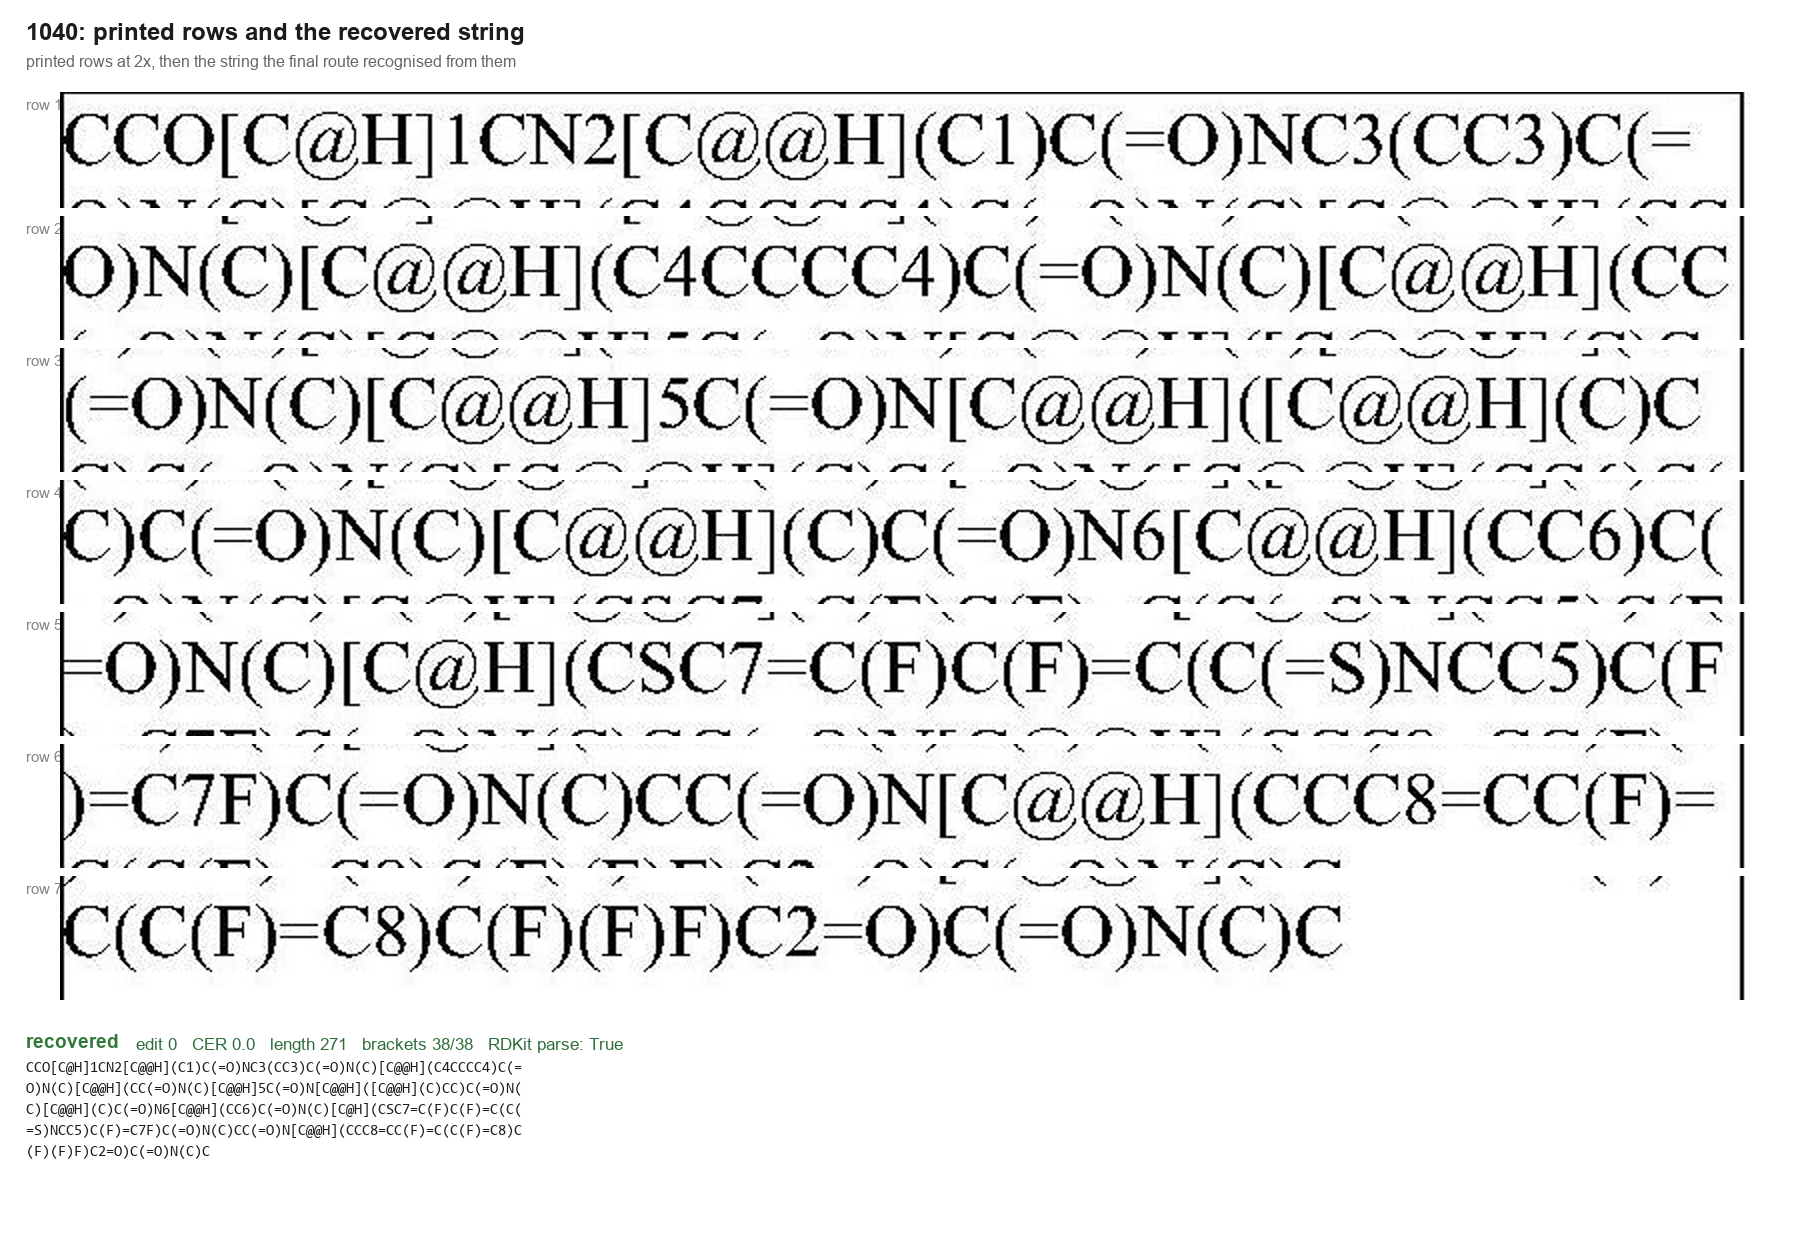 1040: printed rows and the recovered string
printed rows at 2x, then the string the final route recognised from them
row 1
CCO[C@H]1CN2[C@@H](C1)C(=O)NC3(CC3)C(=
row 2
O)N(C)[C@@H](C4CCCC4)C(=O)N(C)[C@@H](CC
row 3
(=O)N(C)[C@@H]5C(=O)N[C@@H]([C@@H](C)C
row 4
C)C(=O)N(C)[C@@H](C)C(=O)N6[C@@H](CC6)C(
row 5
=O)N(C)[C@H](CSC7=C(F)C(F)=C(C(=S)NCC5)C(F
row 6
)=C7F)C(=O)N(C)CC(=O)N[C@@H](CCC8=CC(F)=
row 7
C(C(F)=C8)C(F)(F)F)C2=O)C(=O)N(C)C
recovered edit 0 CER 0.0 length 271 brackets 38/38 RDKit parse: True
CCO[C@H]1CN2[C@@H](C1)C(=O)NC3(CC3)C(=O)N(C)[C@@H](C4CCCC4)C(=
O)N(C)[C@@H](CC(=O)N(C)[C@@H]5C(=O)N[C@@H]([C@@H](C)CC)C(=O)N(
C)[C@@H](C)C(=O)N6[C@@H](CC6)C(=O)N(C)[C@H](CSC7=C(F)C(F)=C(C(
=S)NCC5)C(F)=C7F)C(=O)N(C)CC(=O)N[C@@H](CCC8=CC(F)=C(C(F)=C8)C
(F)(F)F)C2=O)C(=O)N(C)C